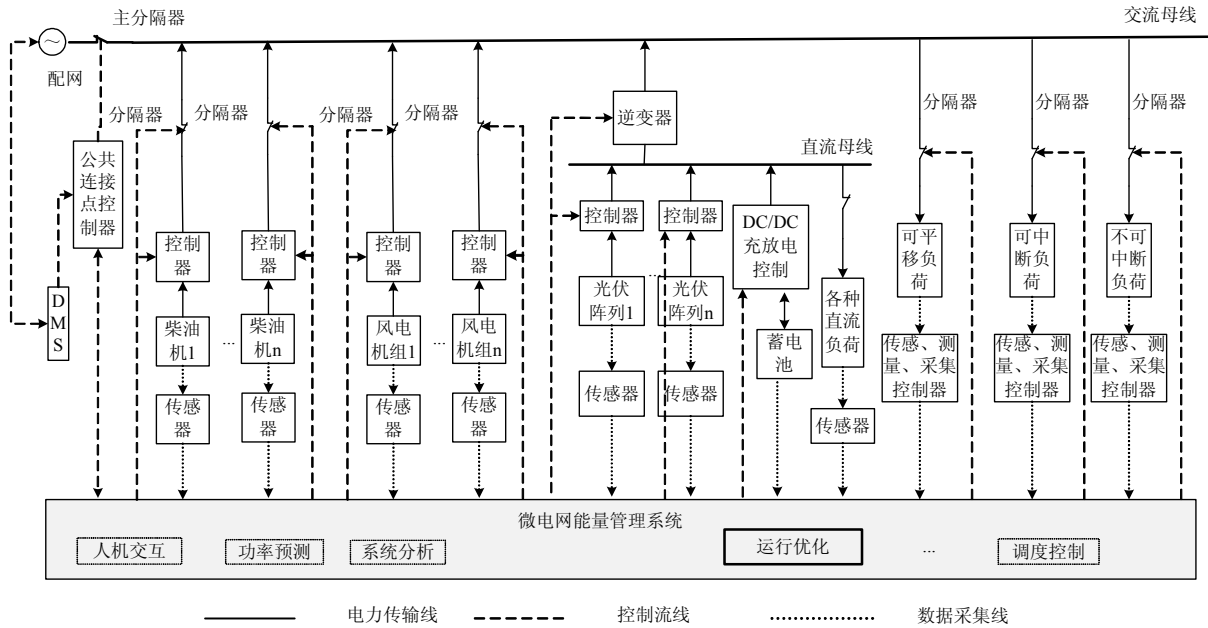 主分隔器
交流母线
~
配网
分隔器
分隔器
分隔器
分隔器
逆变器
直流母线
分隔器
分隔器
分隔器
公共
连接
点控
制器
DMS
控制
器
控制
器
控制
器
控制
器
控制器
控制器
DC/DC
充放电
控制
可平
移负
荷
可中
断负
荷
不可
中断
负荷
柴油
机1
...
柴油
机n
风电
机组1
...
风电
机组n
光伏
阵列1
...
光伏
阵列n
蓄电
池
各种
直流
负荷
传感、测
量、采集
控制器
传感、测
量、采集
控制器
传感、测
量、采集
控制器
传感
器
传感
器
传感
器
传感
器
传感器
传感器
传感器
微电网能量管理系统
人机交互
功率预测
系统分析
运行优化
...
调度控制
电力传输线
控制流线
数据采集线